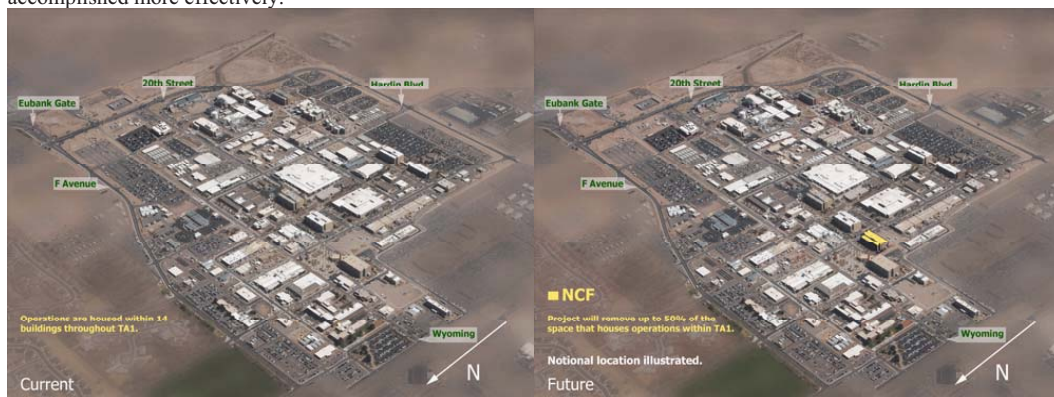 accomplished more effectively.
20th Street
Hardin Blvd
Eubank Gate
F Avenue
Operations are housed within 14
buildings throughout TA1.
Wyoming
N
Current
20th Street
Hardin Blvd
Eubank Gate
F Avenue
NCF
Project will remove up to 50% of the
space that houses operations within TA1.
Wyoming
Notional location illustrated.
N
Future